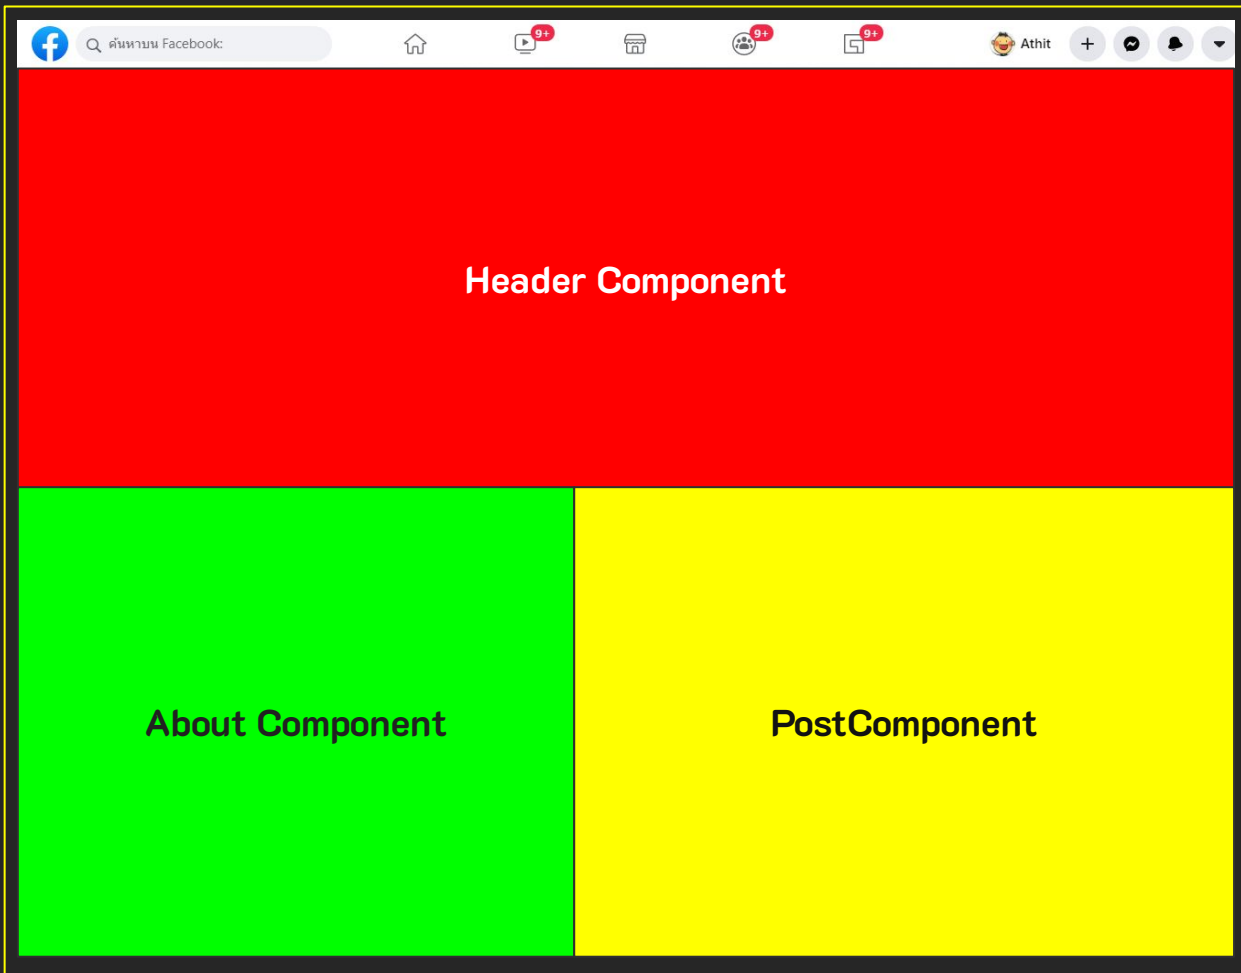 ค้นหาบน Facebook:
9+
9+
9+
Athit
Header Component
About Component
PostComponent